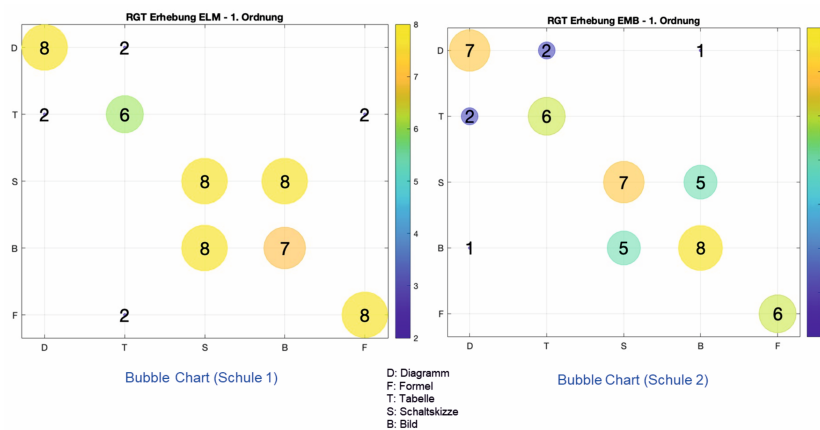 RGT Erhebung ELM - 1. Ordnung
D 8 2
T 2 6 2
S 8 8
B 8 7
F 2 8
D T S B F
8
7
6
5
4
3
2
Bubble Chart (Schule 1)
RGT Erhebung EMB - 1. Ordnung
D 7 2 1
T 2 6
S 7 5
B 1 5 8
F 6
D T S B F
Bubble Chart (Schule 2)
D: Diagramm
F: Formel
T: Tabelle
S: Schaltskizze
B: Bild